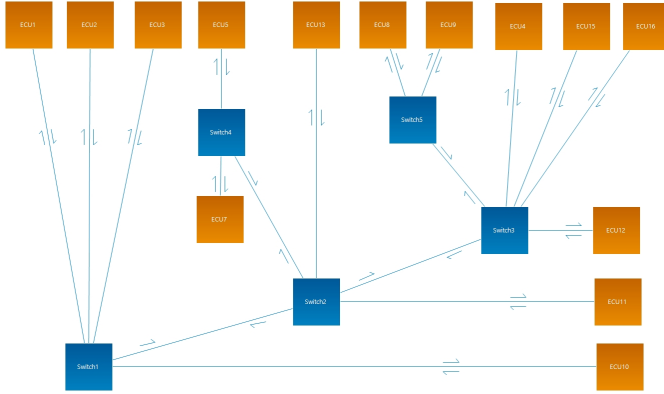 ECU1
ECU2
ECU3
ECU5
ECU13
ECU8
ECU9
ECU4
ECU15
ECU16
Switch4
Switch5
ECU7
Switch3
ECU12
Switch2
ECU11
Switch1
ECU10